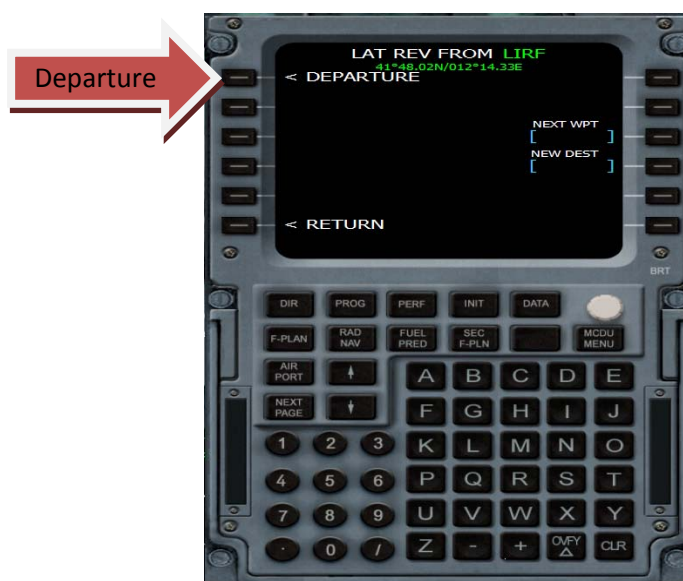 Departure
LAT REV FROM LIRF
41°48.02N/012°14.33E
< DEPARTURE
NEXT WPT
[ ]
NEW DEST
[ ]
< RETURN
BRT
DIR PROG PERF INIT DATA
F-PLAN RAD NAV FUEL PRED SEC F-PLN MCDU MENU
AIR PORT A B C D E
NEXT PAGE F G H I J
1 2 3 K L M N O
4 5 6 P Q R S T
7 8 9 U V W X Y
. 0 / Z - + OVFY Δ CLR